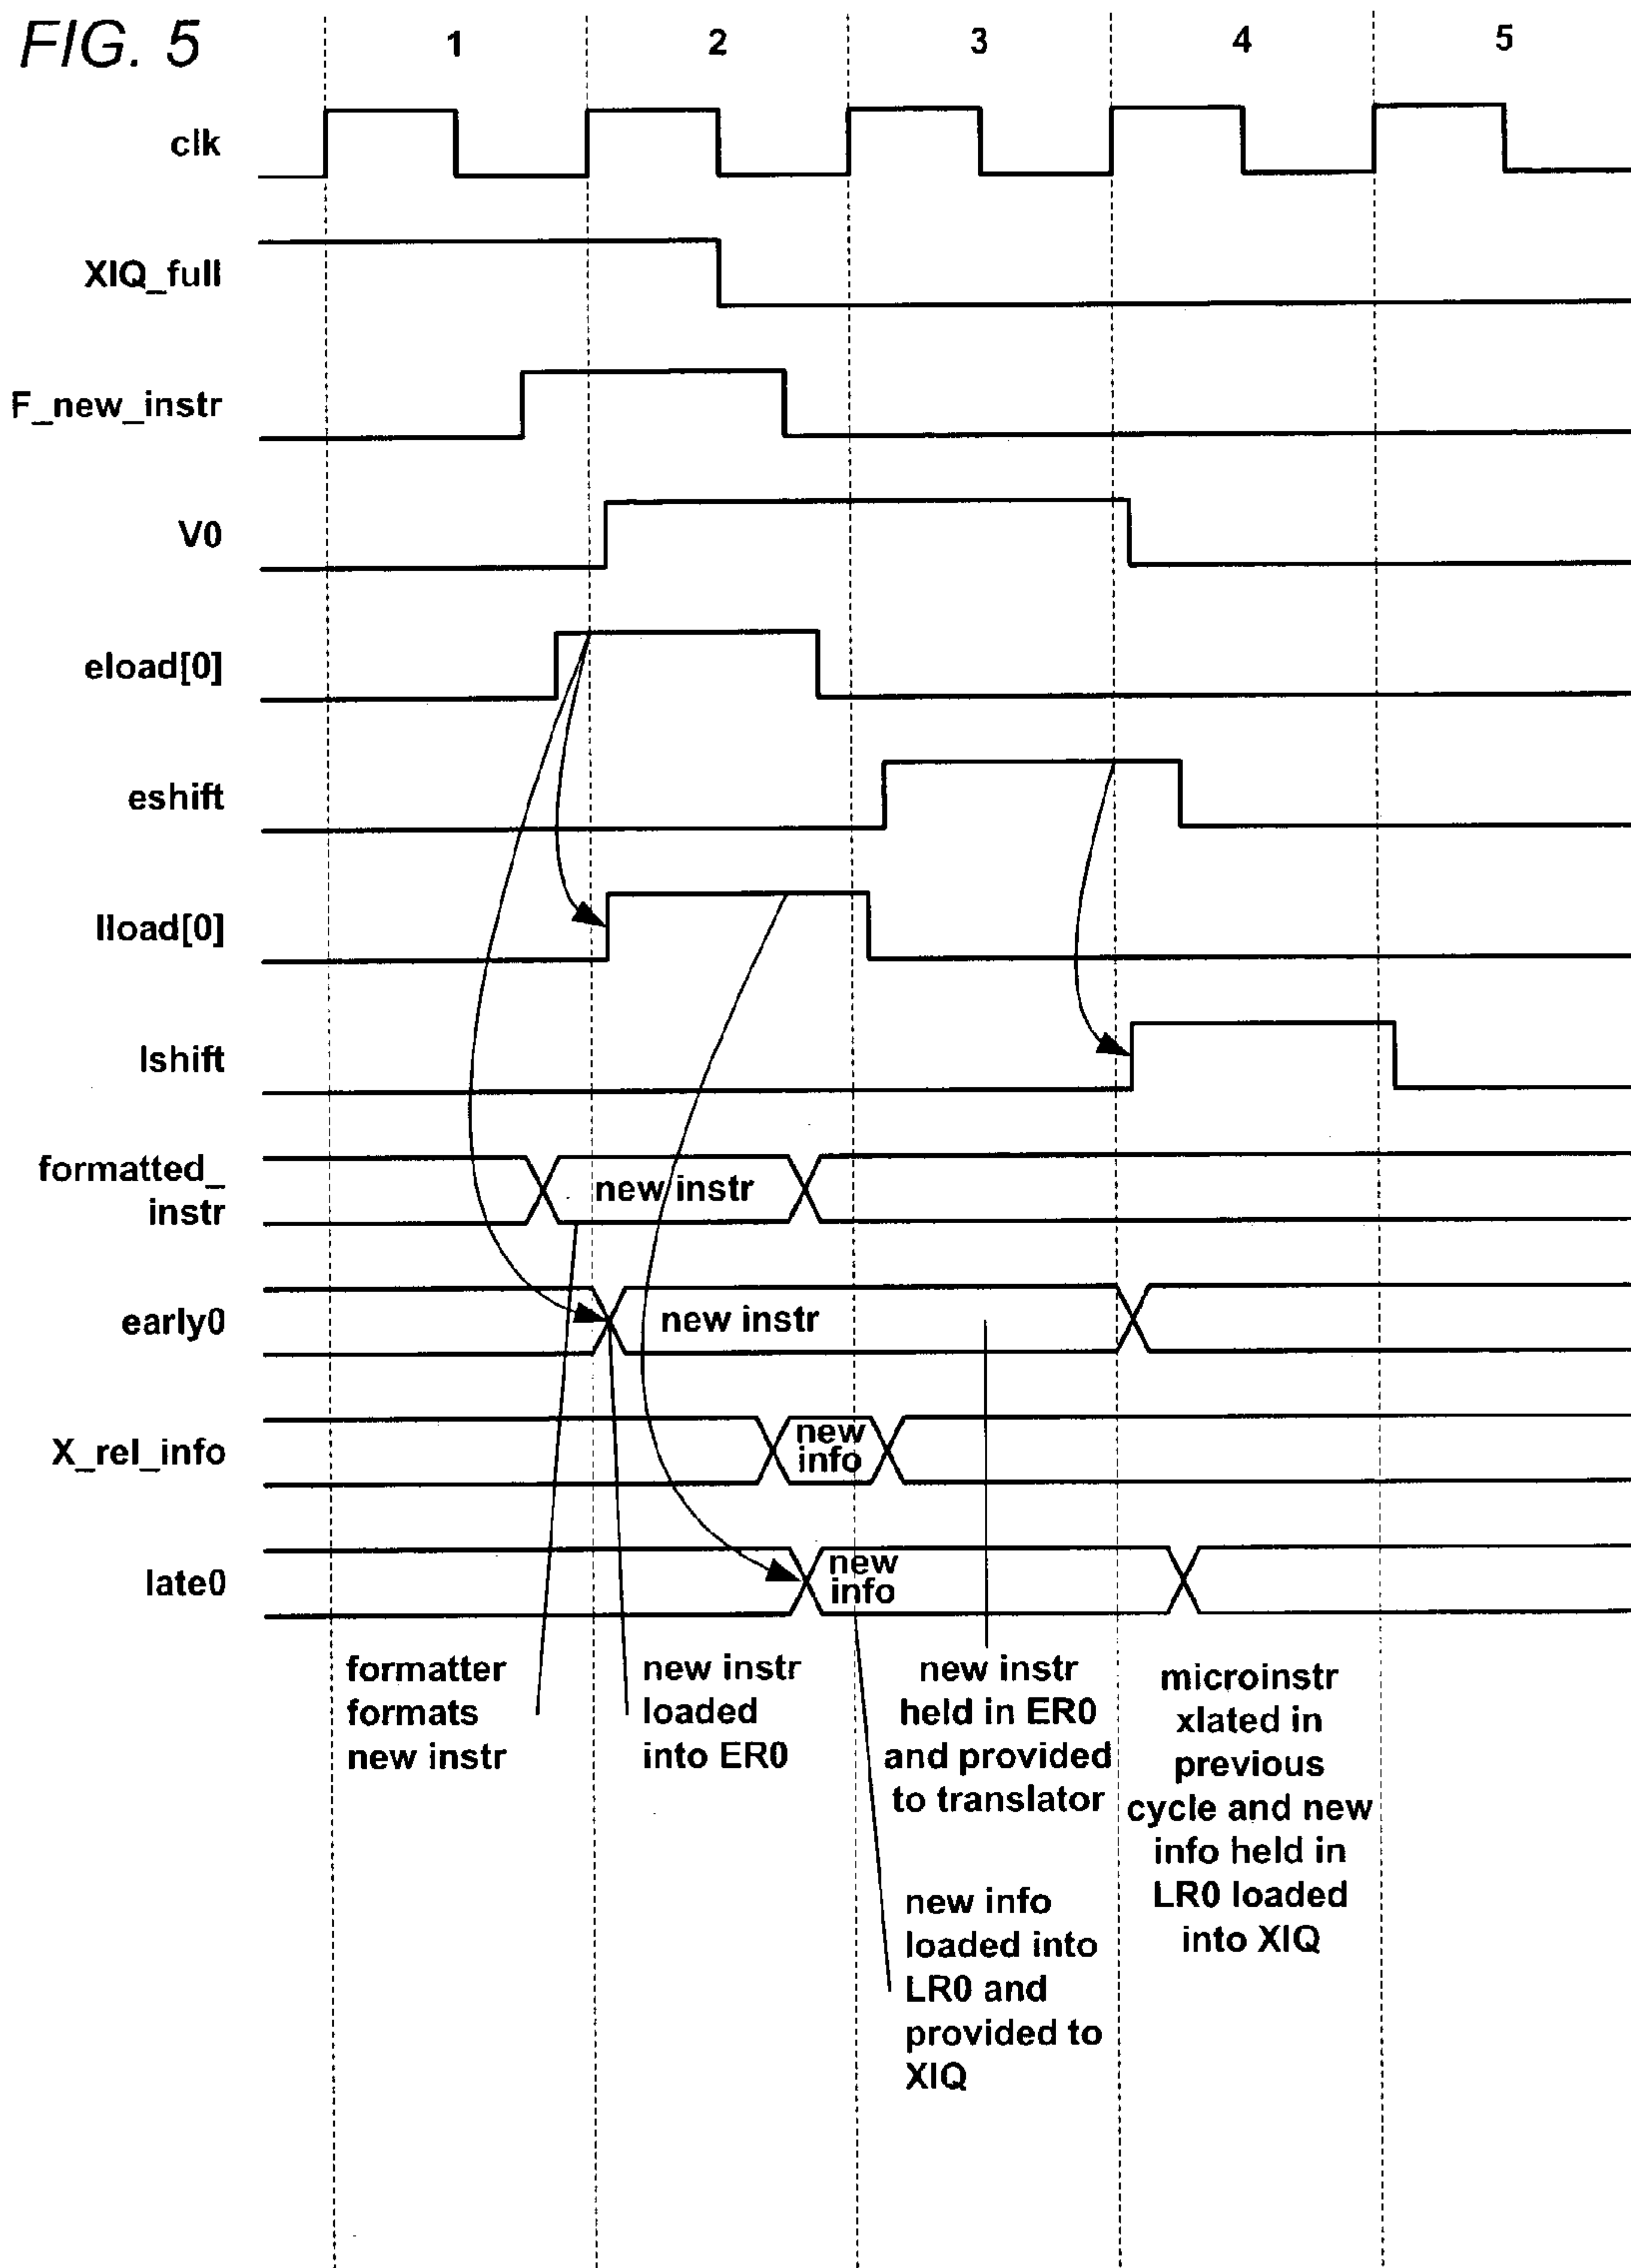 FIG. 5
1 2 3 4 5
clk
XIQ_full
F_new_instr
V0
eload[0]
eshift
lload[0]
lshift
formatted_
instr
new instr
early0
new instr
X_rel_info
new
info
late0
new
info
formatter
formats
new instr
new instr
loaded
into ER0
new instr
held in ER0
and provided
to translator
new info
loaded into
LR0 and
provided to
XIQ
microinstr
xlated in
previous
cycle and new
info held in
LR0 loaded
into XIQ